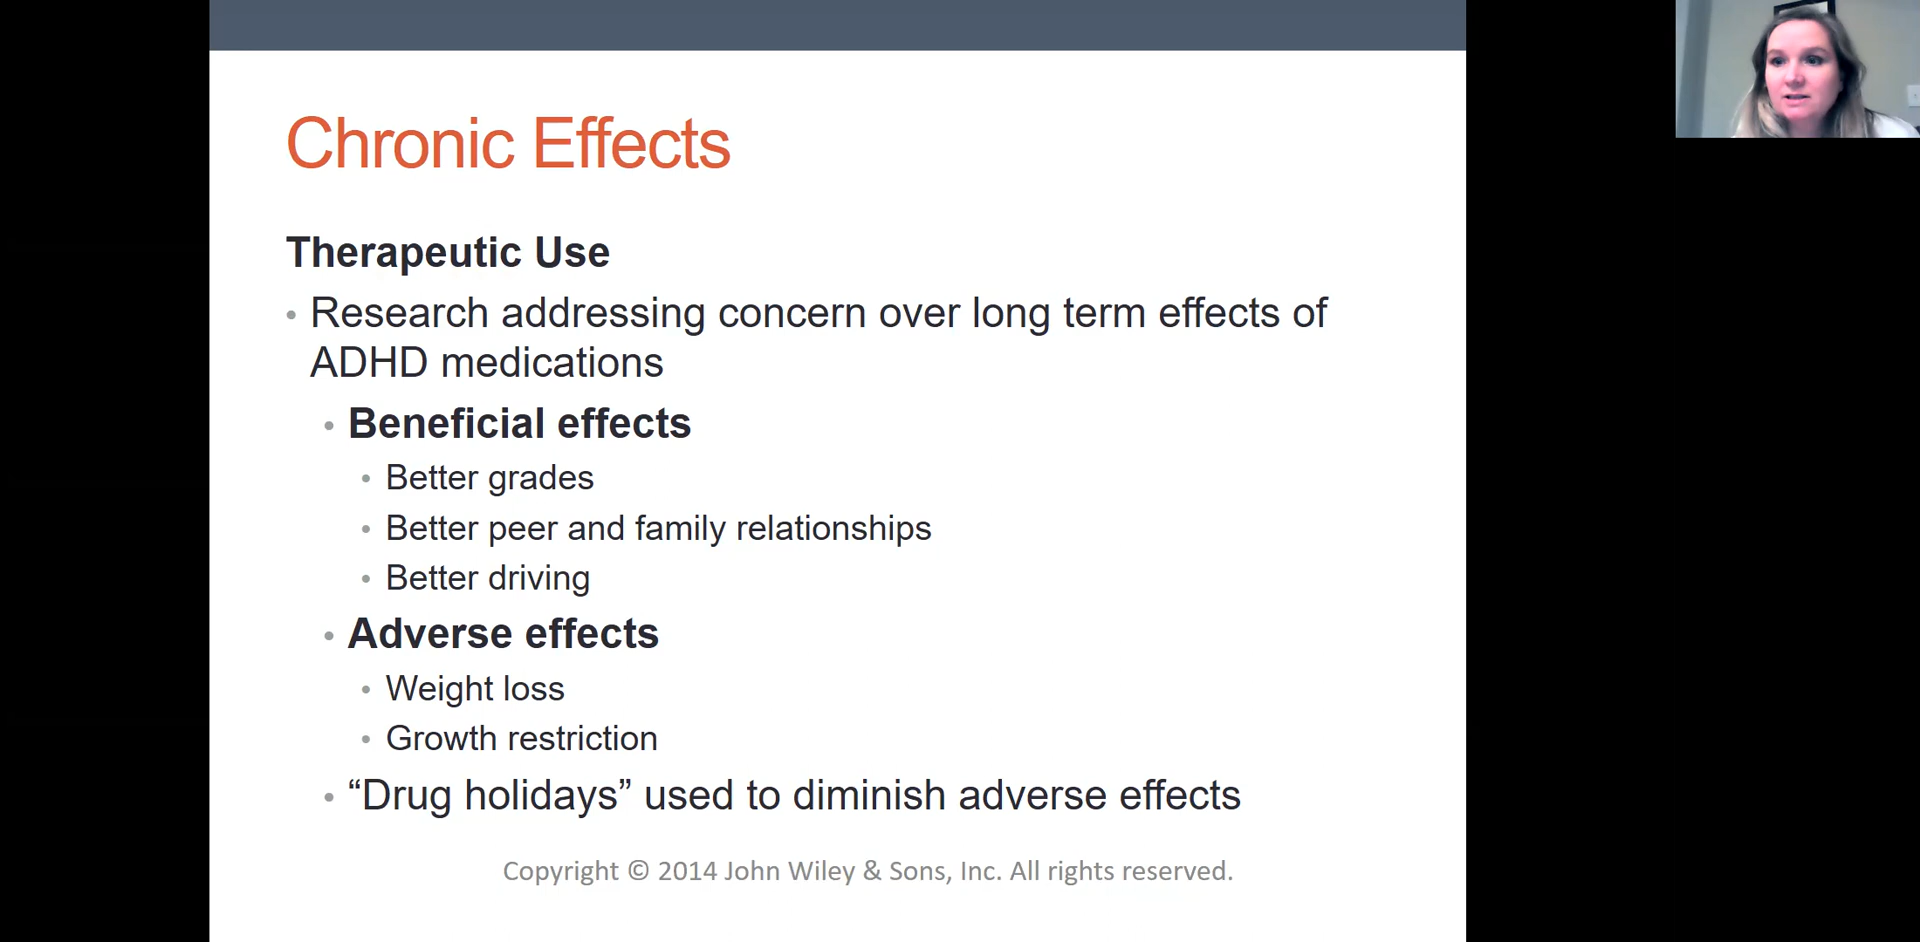 Chronic Effects
Therapeutic Use
• Research addressing concern over long term effects of
ADHD medications
• Beneficial effects
• Better grades
• Better peer and family relationships
• Better driving
• Adverse effects
• Weight loss
• Growth restriction
• “Drug holidays” used to diminish adverse effects
Copyright © 2014 John Wiley & Sons, Inc. All rights reserved.